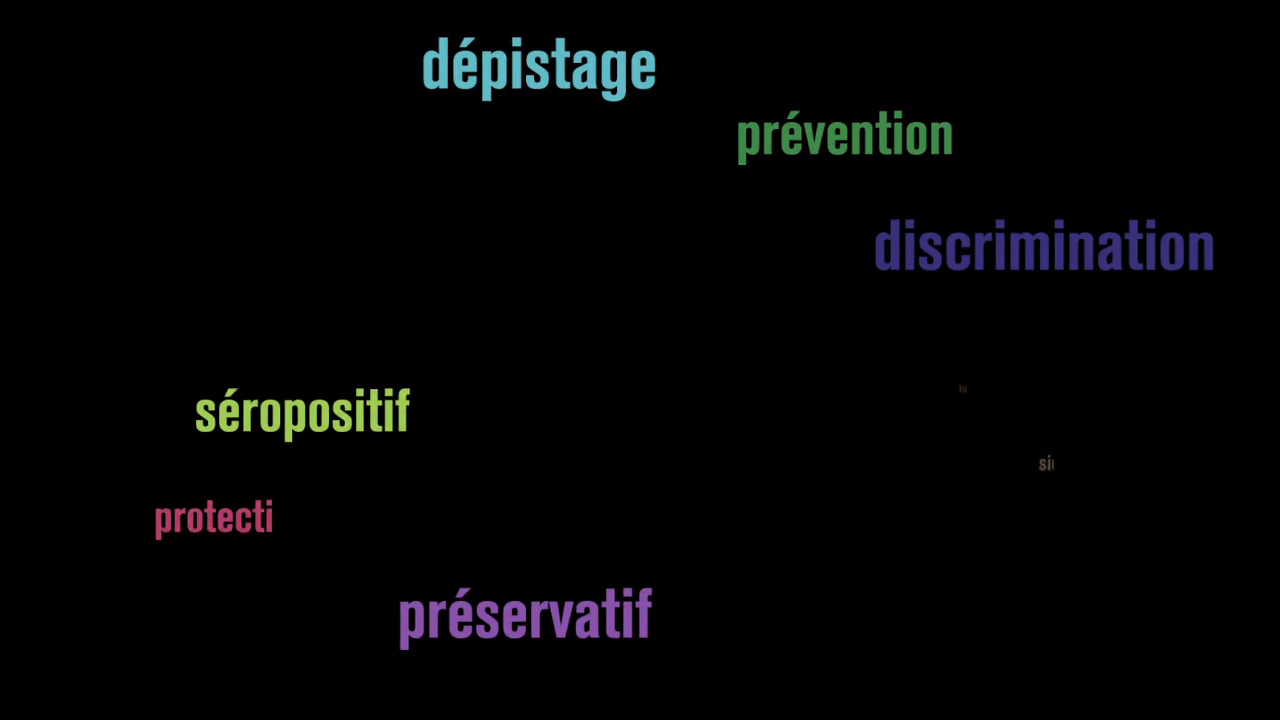 dépistage
prévention
discrimination
séropositif
protecti
préservatif